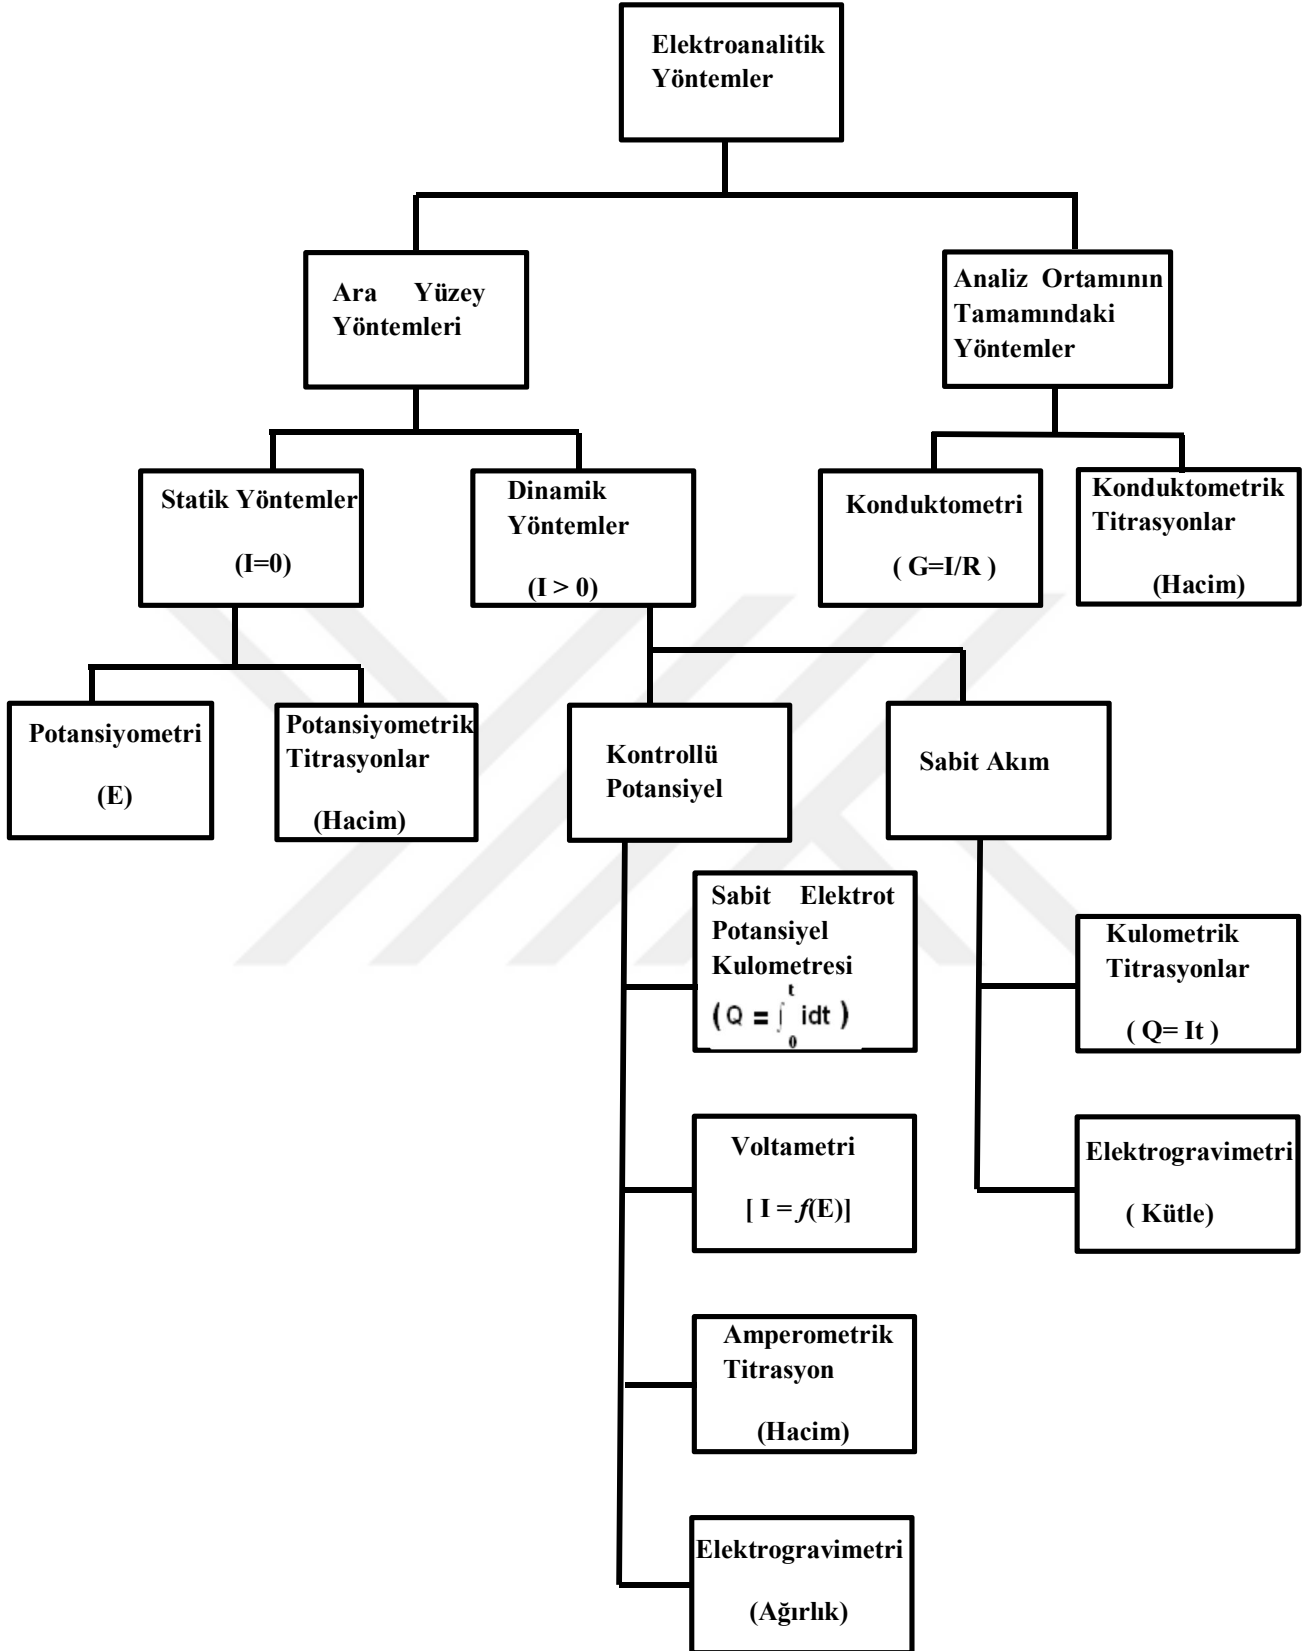 Elektroanalitik
Yöntemler
Ara Yüzey
Yöntemleri
Analiz Ortamının
Tamamındaki
Yöntemler
Statik Yöntemler
(I=0)
Dinamik
Yöntemler
(I > 0)
Konduktometri
( G=I/R )
Konduktometrik
Titrasyonlar
(Hacim)
Potansiyometri
(E)
Potansiyometrik
Titrasyonlar
(Hacim)
Kontrollü
Potansiyel
Sabit Akım
Sabit Elektrot
Potansiyel
Kulometresi
( Q = ∫₀ᵗ idt )
Kulometrik
Titrasyonlar
( Q= It )
Voltametri
[ I = f(E)]
Elektrogravimetri
( Kütle)
Amperometrik
Titrasyon
(Hacim)
Elektrogravimetri
(Ağırlık)